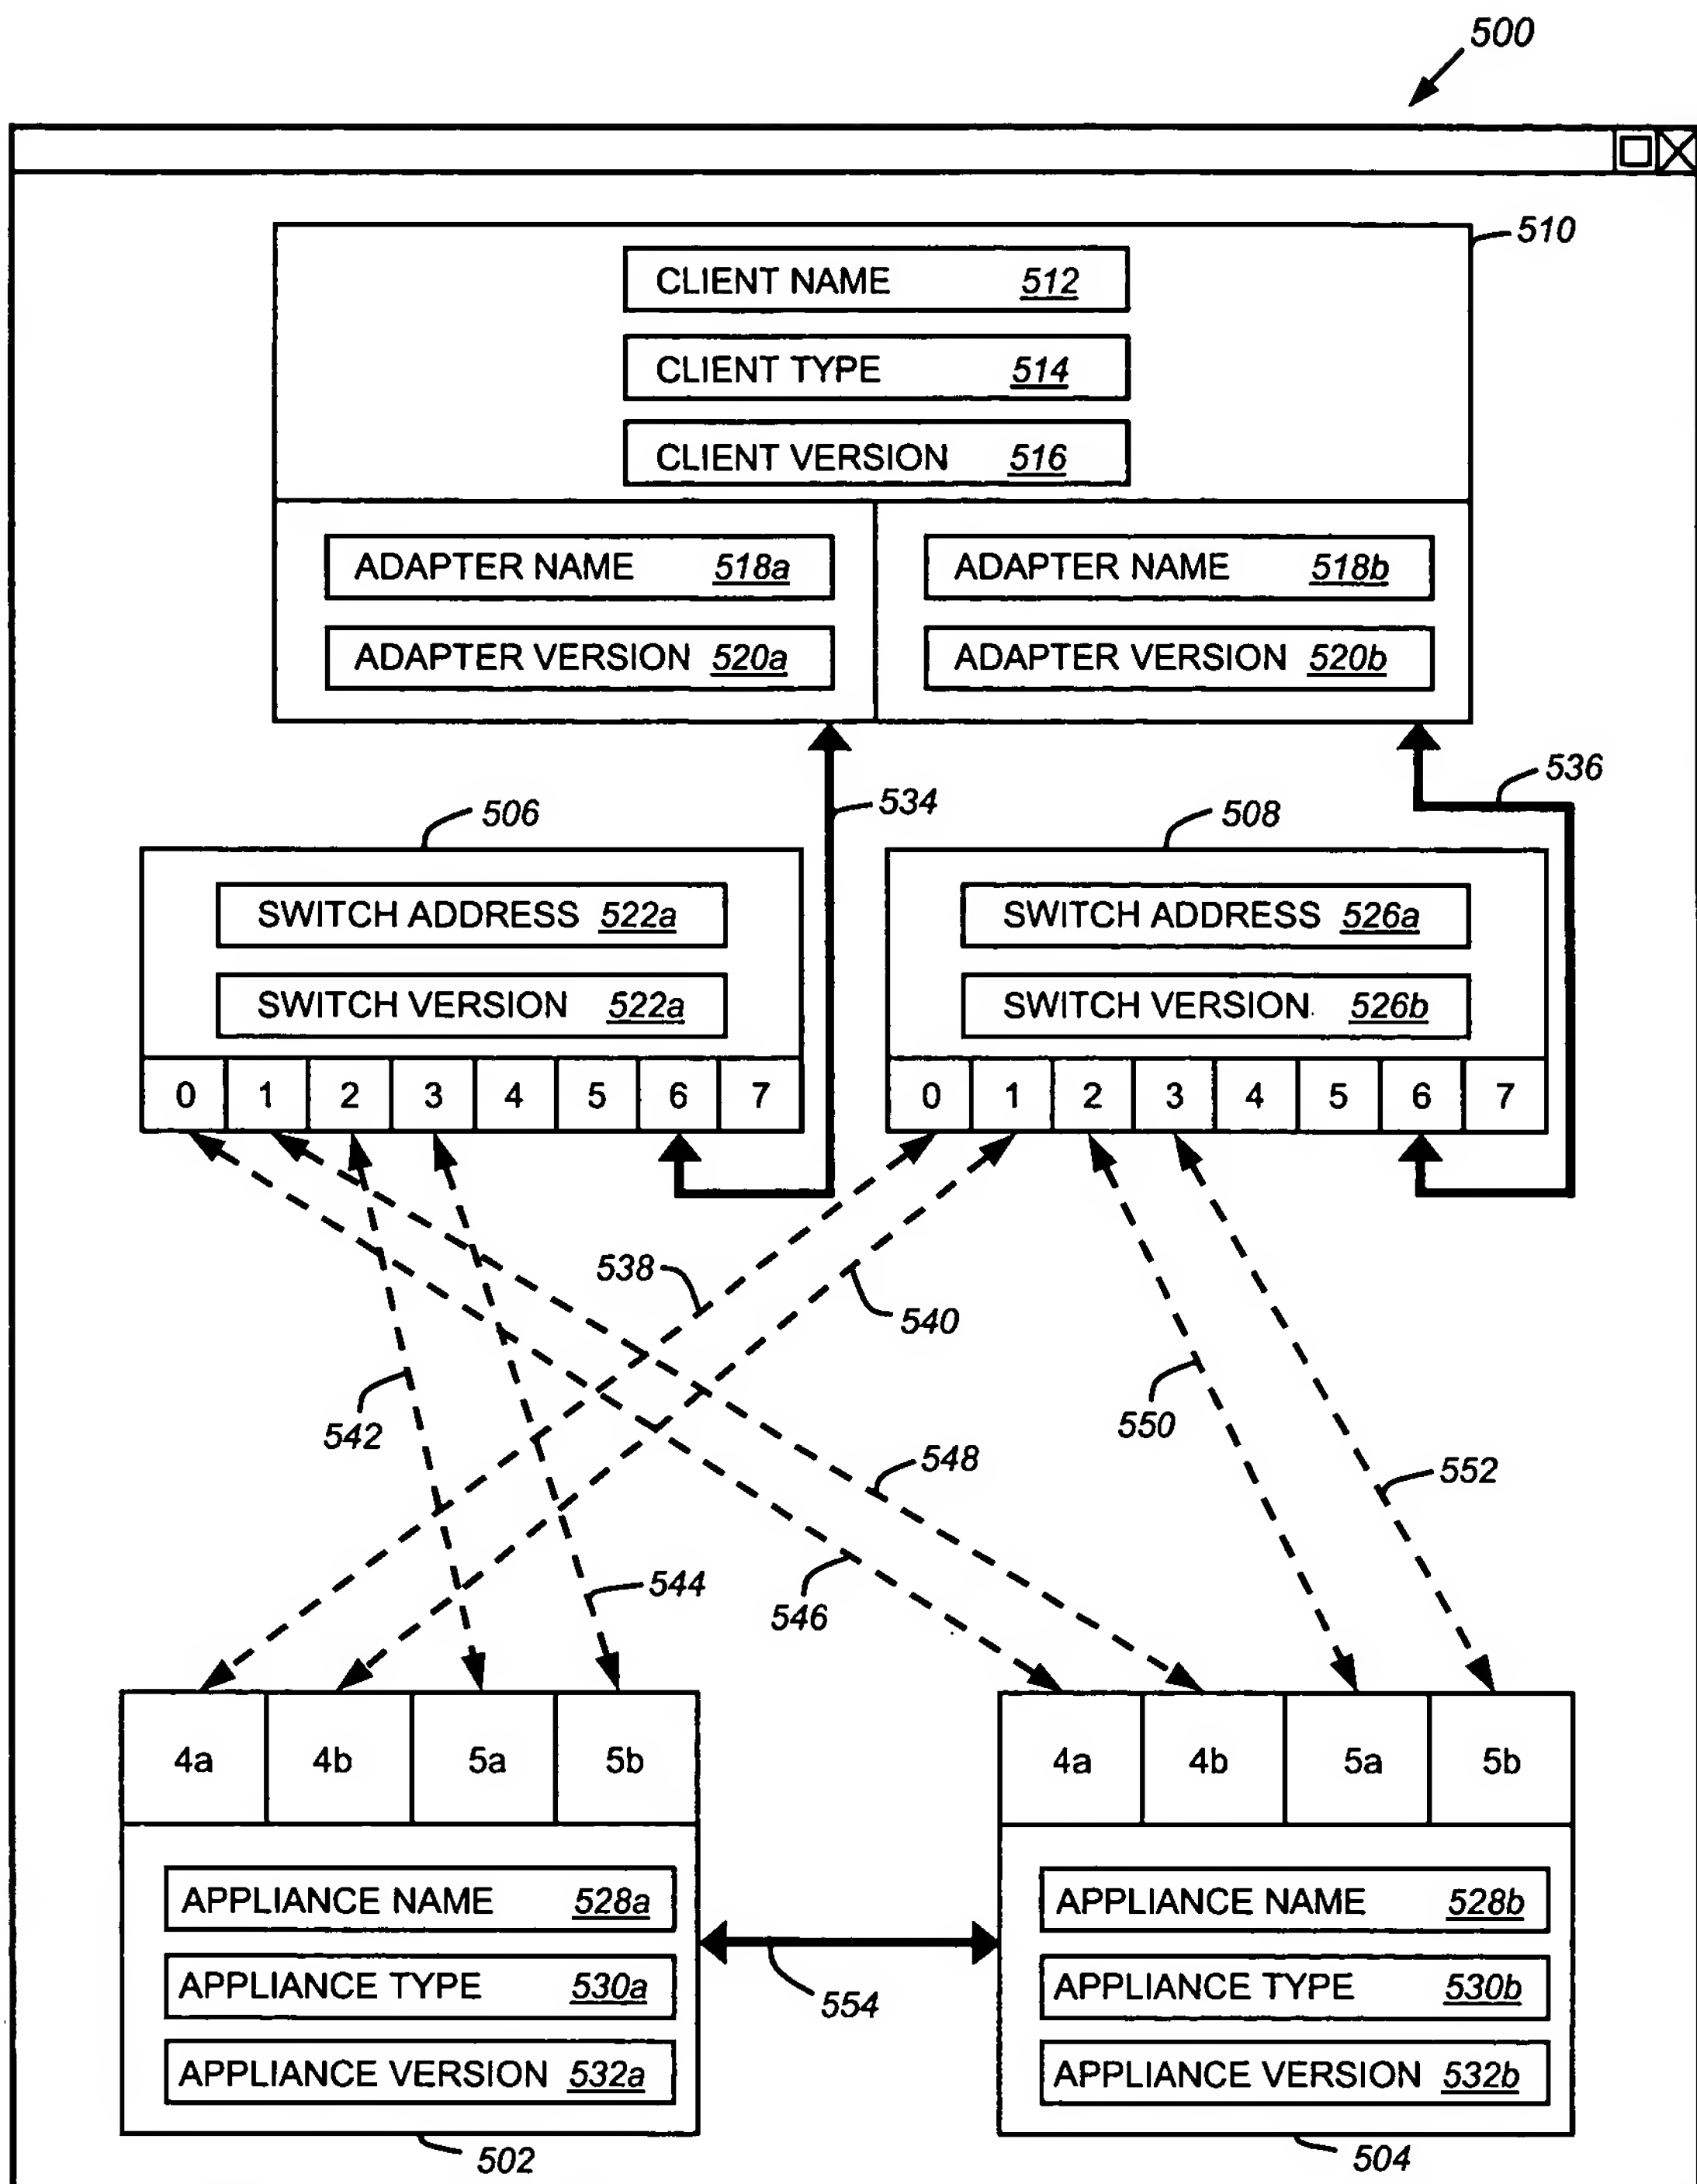 500
510
CLIENT NAME 512
CLIENT TYPE 514
CLIENT VERSION 516
ADAPTER NAME 518a ADAPTER NAME 518b
ADAPTER VERSION 520a ADAPTER VERSION 520b
536
534
506 508
SWITCH ADDRESS 522a SWITCH ADDRESS 526a
SWITCH VERSION 522a SWITCH VERSION 526b
0 1 2 3 4 5 6 7 0 1 2 3 4 5 6 7
538
540
542 550
548 552
544
546
4a 4b 5a 5b 4a 4b 5a 5b
APPLIANCE NAME 528a APPLIANCE NAME 528b
APPLIANCE TYPE 530a APPLIANCE TYPE 530b
554
APPLIANCE VERSION 532a APPLIANCE VERSION 532b
502 504